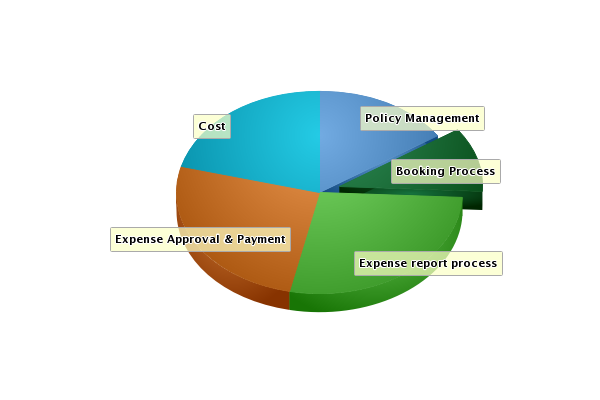 Policy Management
Cost
Booking Process
Expense Approval & Payment
Expense report process